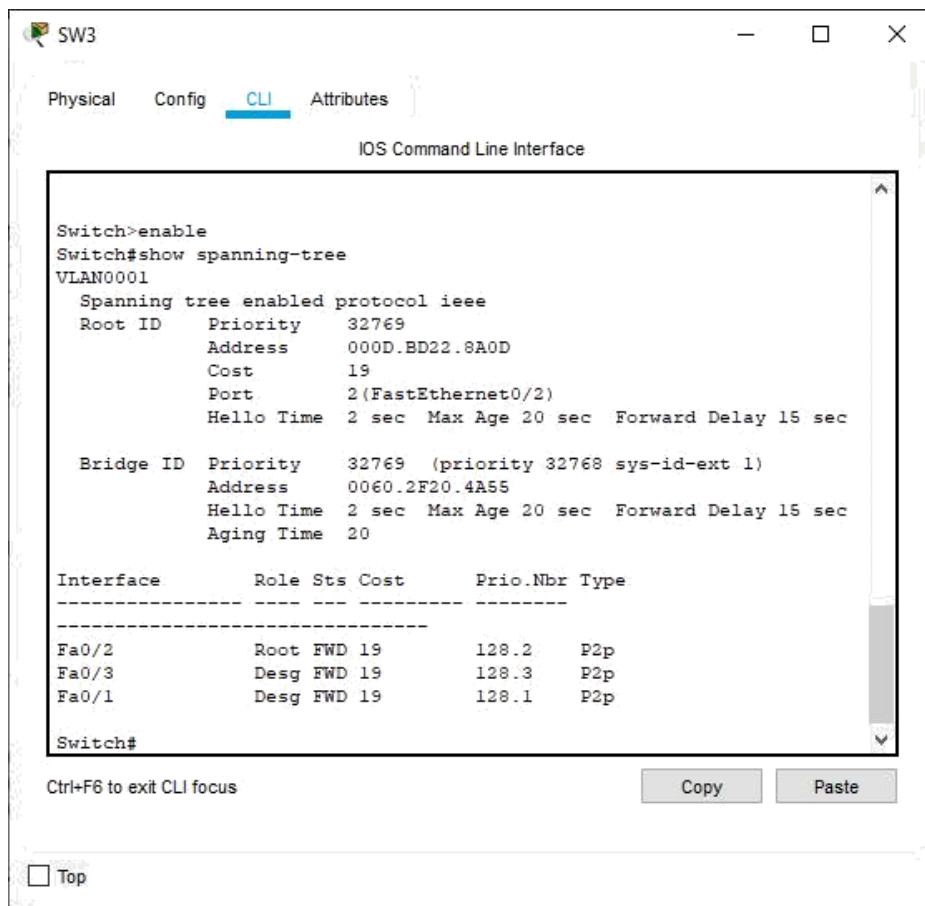 SW3
Physical Config CLI Attributes
IOS Command Line Interface
Switch>enable
Switch#show spanning-tree
VLAN0001
  Spanning tree enabled protocol ieee
  Root ID    Priority    32769
             Address     000D.BD22.8A0D
             Cost        19
             Port        2(FastEthernet0/2)
             Hello Time  2 sec  Max Age 20 sec  Forward Delay 15 sec
  Bridge ID  Priority    32769  (priority 32768 sys-id-ext 1)
             Address     0060.2F20.4A55
             Hello Time  2 sec  Max Age 20 sec  Forward Delay 15 sec
             Aging Time  20
Interface        Role Sts Cost      Prio.Nbr Type
---------------- ---- --- --------- --------
--------------------------------
Fa0/2            Root FWD 19        128.2    P2p
Fa0/3            Desg FWD 19        128.3    P2p
Fa0/1            Desg FWD 19        128.1    P2p
Switch#
Ctrl+F6 to exit CLI focus Copy Paste
Top